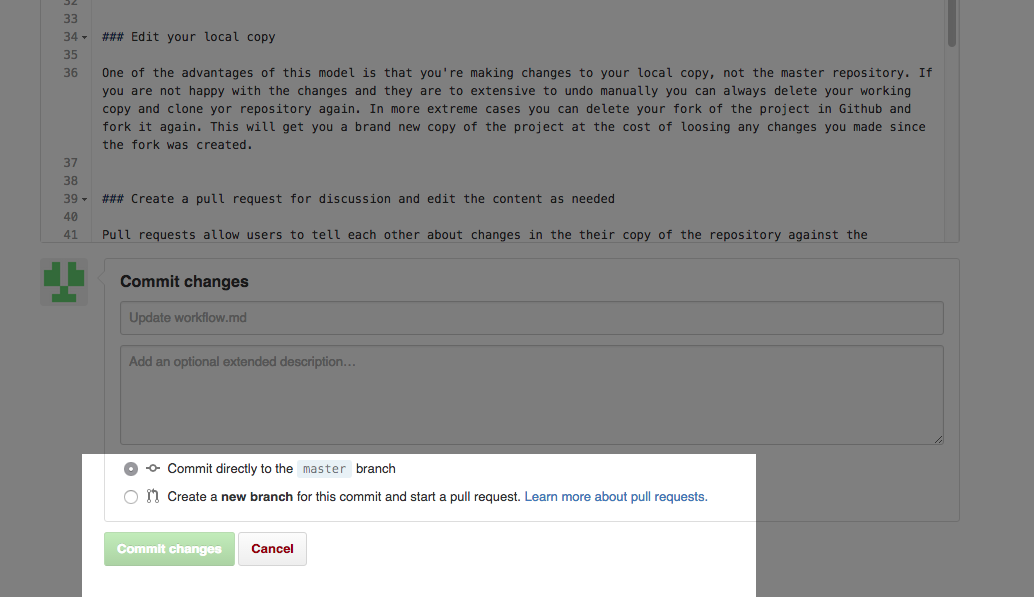 32
33
34 ### Edit your local copy
35
36 One of the advantages of this model is that you're making changes to your local copy, not the master repository. If
you are not happy with the changes and they are to extensive to undo manually you can always delete your working
copy and clone yor repository again. In more extreme cases you can delete your fork of the project in Github and
fork it again. This will get you a brand new copy of the project at the cost of loosing any changes you made since
the fork was created.
37
38
39 ### Create a pull request for discussion and edit the content as needed
40
41 Pull requests allow users to tell each other about changes in the their copy of the repository against the
Commit changes
Update workflow.md
Add an optional extended description…
Commit directly to the master branch
Create a new branch for this commit and start a pull request. Learn more about pull requests.
Commit changes Cancel